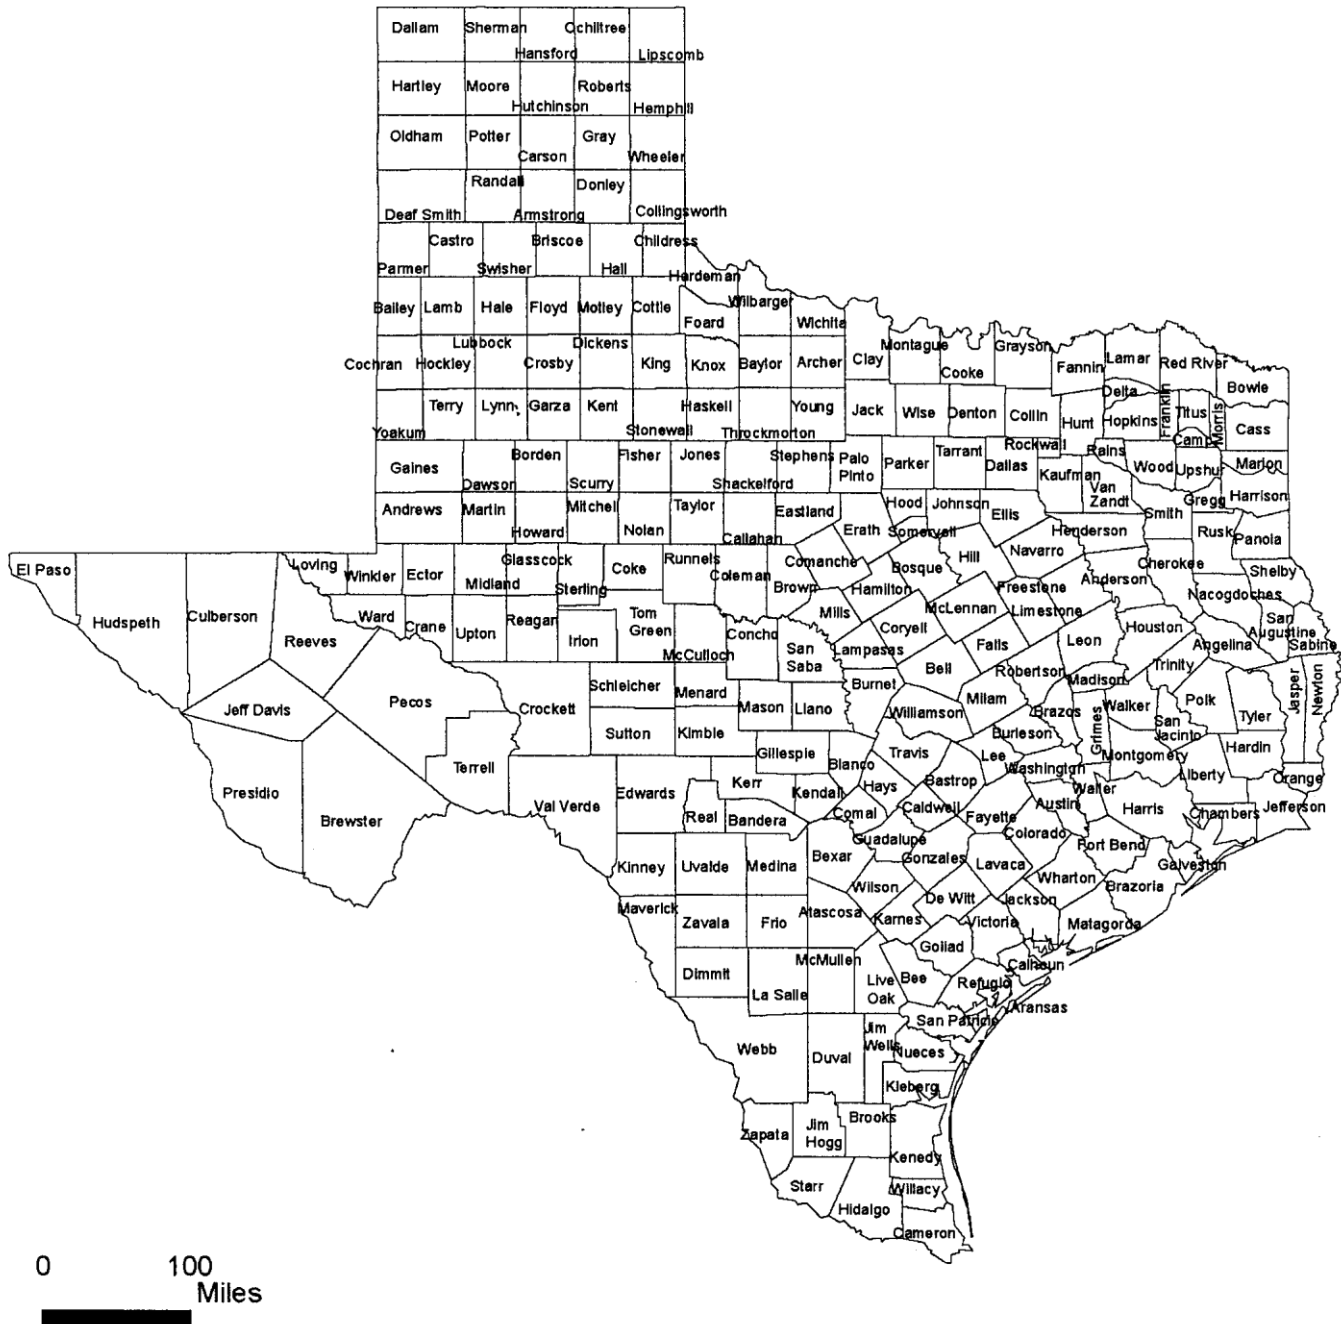 Dallam Sherman Ochiltree
Hansford Lipscomb
Hartley Moore Roberts
Hutchinson Hemphill
Oldham Potter Gray
Carson Wheeler
Randall Donley
Deaf Smith Armstrong Collingsworth
Castro Briscoe Childress
Parmer Swisher Hall
Hardeman
Bailey Lamb Hale Floyd Motley Cottle Wilbarger
Foard Wichita
Lubbock Dickens Montague Grayson
Cochran Hockley Crosby King Knox Baylor Archer Clay Cooke Fannin Lamar Red River
Bowie
Terry Lynn Garza Kent Haskell Young Jack Wise Denton Collin Hunt Delta Hopkins Franklin Titus Morris
Yoakum Stonewall Throckmorton Rockwall Camp Cass
Borden Fisher Jones Stephens Palo
Pinto Parker Tarrant Dallas Rains
Gaines Dawson Scurry Shackelford Kaufman Van
Zandt Wood Upshur Marion
Andrews Martin Mitchell Taylor Eastland Hood Johnson Ellis Smith Gregg Harrison
Howard Nolan Callahan Erath Somervell Henderson Rusk Panola
El Paso Loving Winkler Ector Midland Glasscock Sterling Coke Runnels Coleman Brown Comanche Bosque Hill Navarro Cherokee Shelby
Hudspeth Culberson Hamilton Freestone Anderson Nacogdoches
Reeves Ward Crane Upton Reagan Irion Tom
Green Concho Mills Coryell McLennan Limestone Houston San
Augustine Sabine
McCulloch San
Saba Lampasas Bell Falls Leon Angelina
Robertson Madison Trinity
Jeff Davis Pecos Crockett Schleicher Menard Mason Llano Burnet Milam Walker Polk Tyler Jasper Newton
Sutton Kimble Williamson Brazos Grimes San
Jacinto
Burleson
Terrell Gillespie Blanco Travis Lee Washington Montgomery Liberty Hardin
Presidio Brewster Val Verde Edwards Kerr Kendall Hays Bastrop Waller Orange
Real Bandera Comal Caldwell Fayette Austin Harris Chambers Jefferson
Guadalupe Colorado Fort Bend
Kinney Uvalde Medina Bexar Gonzales Lavaca Wharton Galveston
Wilson Brazoria
Maverick Zavala Frio Atascosa Karnes De Witt Jackson Matagorda
Victoria
Goliad
Dimmit La Salle McMullen Live
Oak Bee Refugio Calhoun
Aransas
San Patricio
Webb Duval Jim
Wells Nueces
Kleberg
Zapata Jim
Hogg Brooks
Kenedy
Starr Hidalgo Willacy
Cameron
0 100
Miles